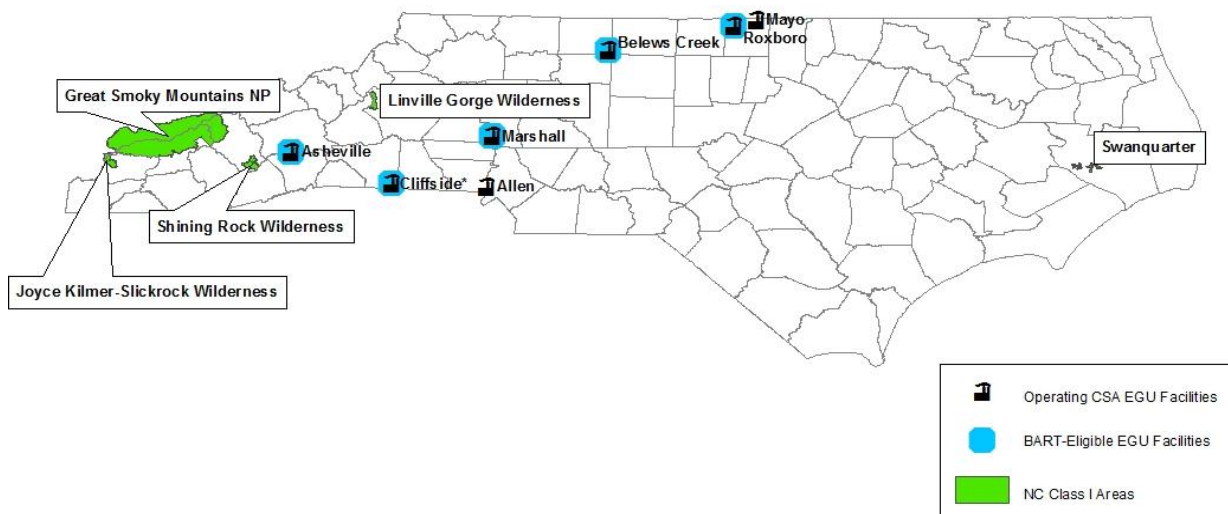 Mayo
Roxboro
Belews Creek
Great Smoky Mountains NP
Linville Gorge Wilderness
Marshall
Asheville
Swanquarter
Cliffside*
Allen
Shining Rock Wilderness
Joyce Kilmer-Slickrock Wilderness
Operating CSA EGU Facilities
BART-Eligible EGU Facilities
NC Class I Areas